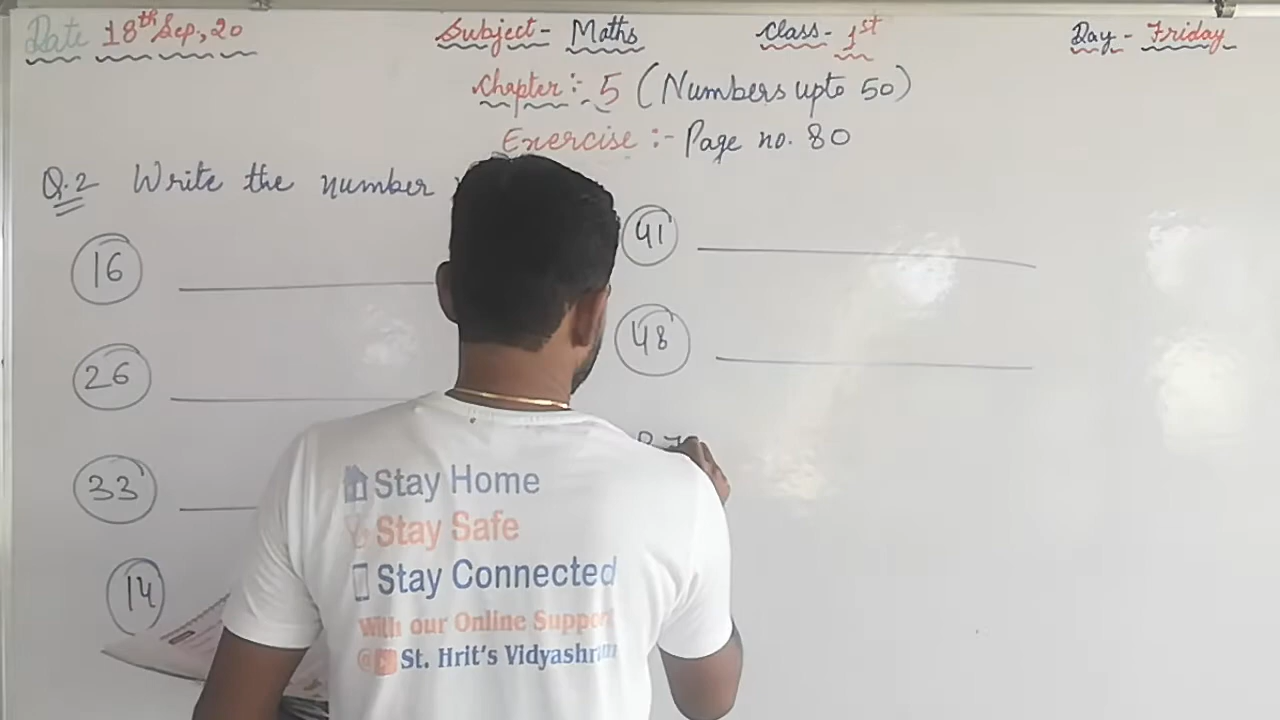 Date 18th Sep, 20 Subject- Maths Class- 1st Day- Friday
Chapter:- 5 (Numbers upto 50)
Exercise :- Page no. 80
Q.2 Write the number
16
26
33
14
41
48
Stay Home
Stay Safe
Stay Connected
With our Online Support
@ St. Hrit's